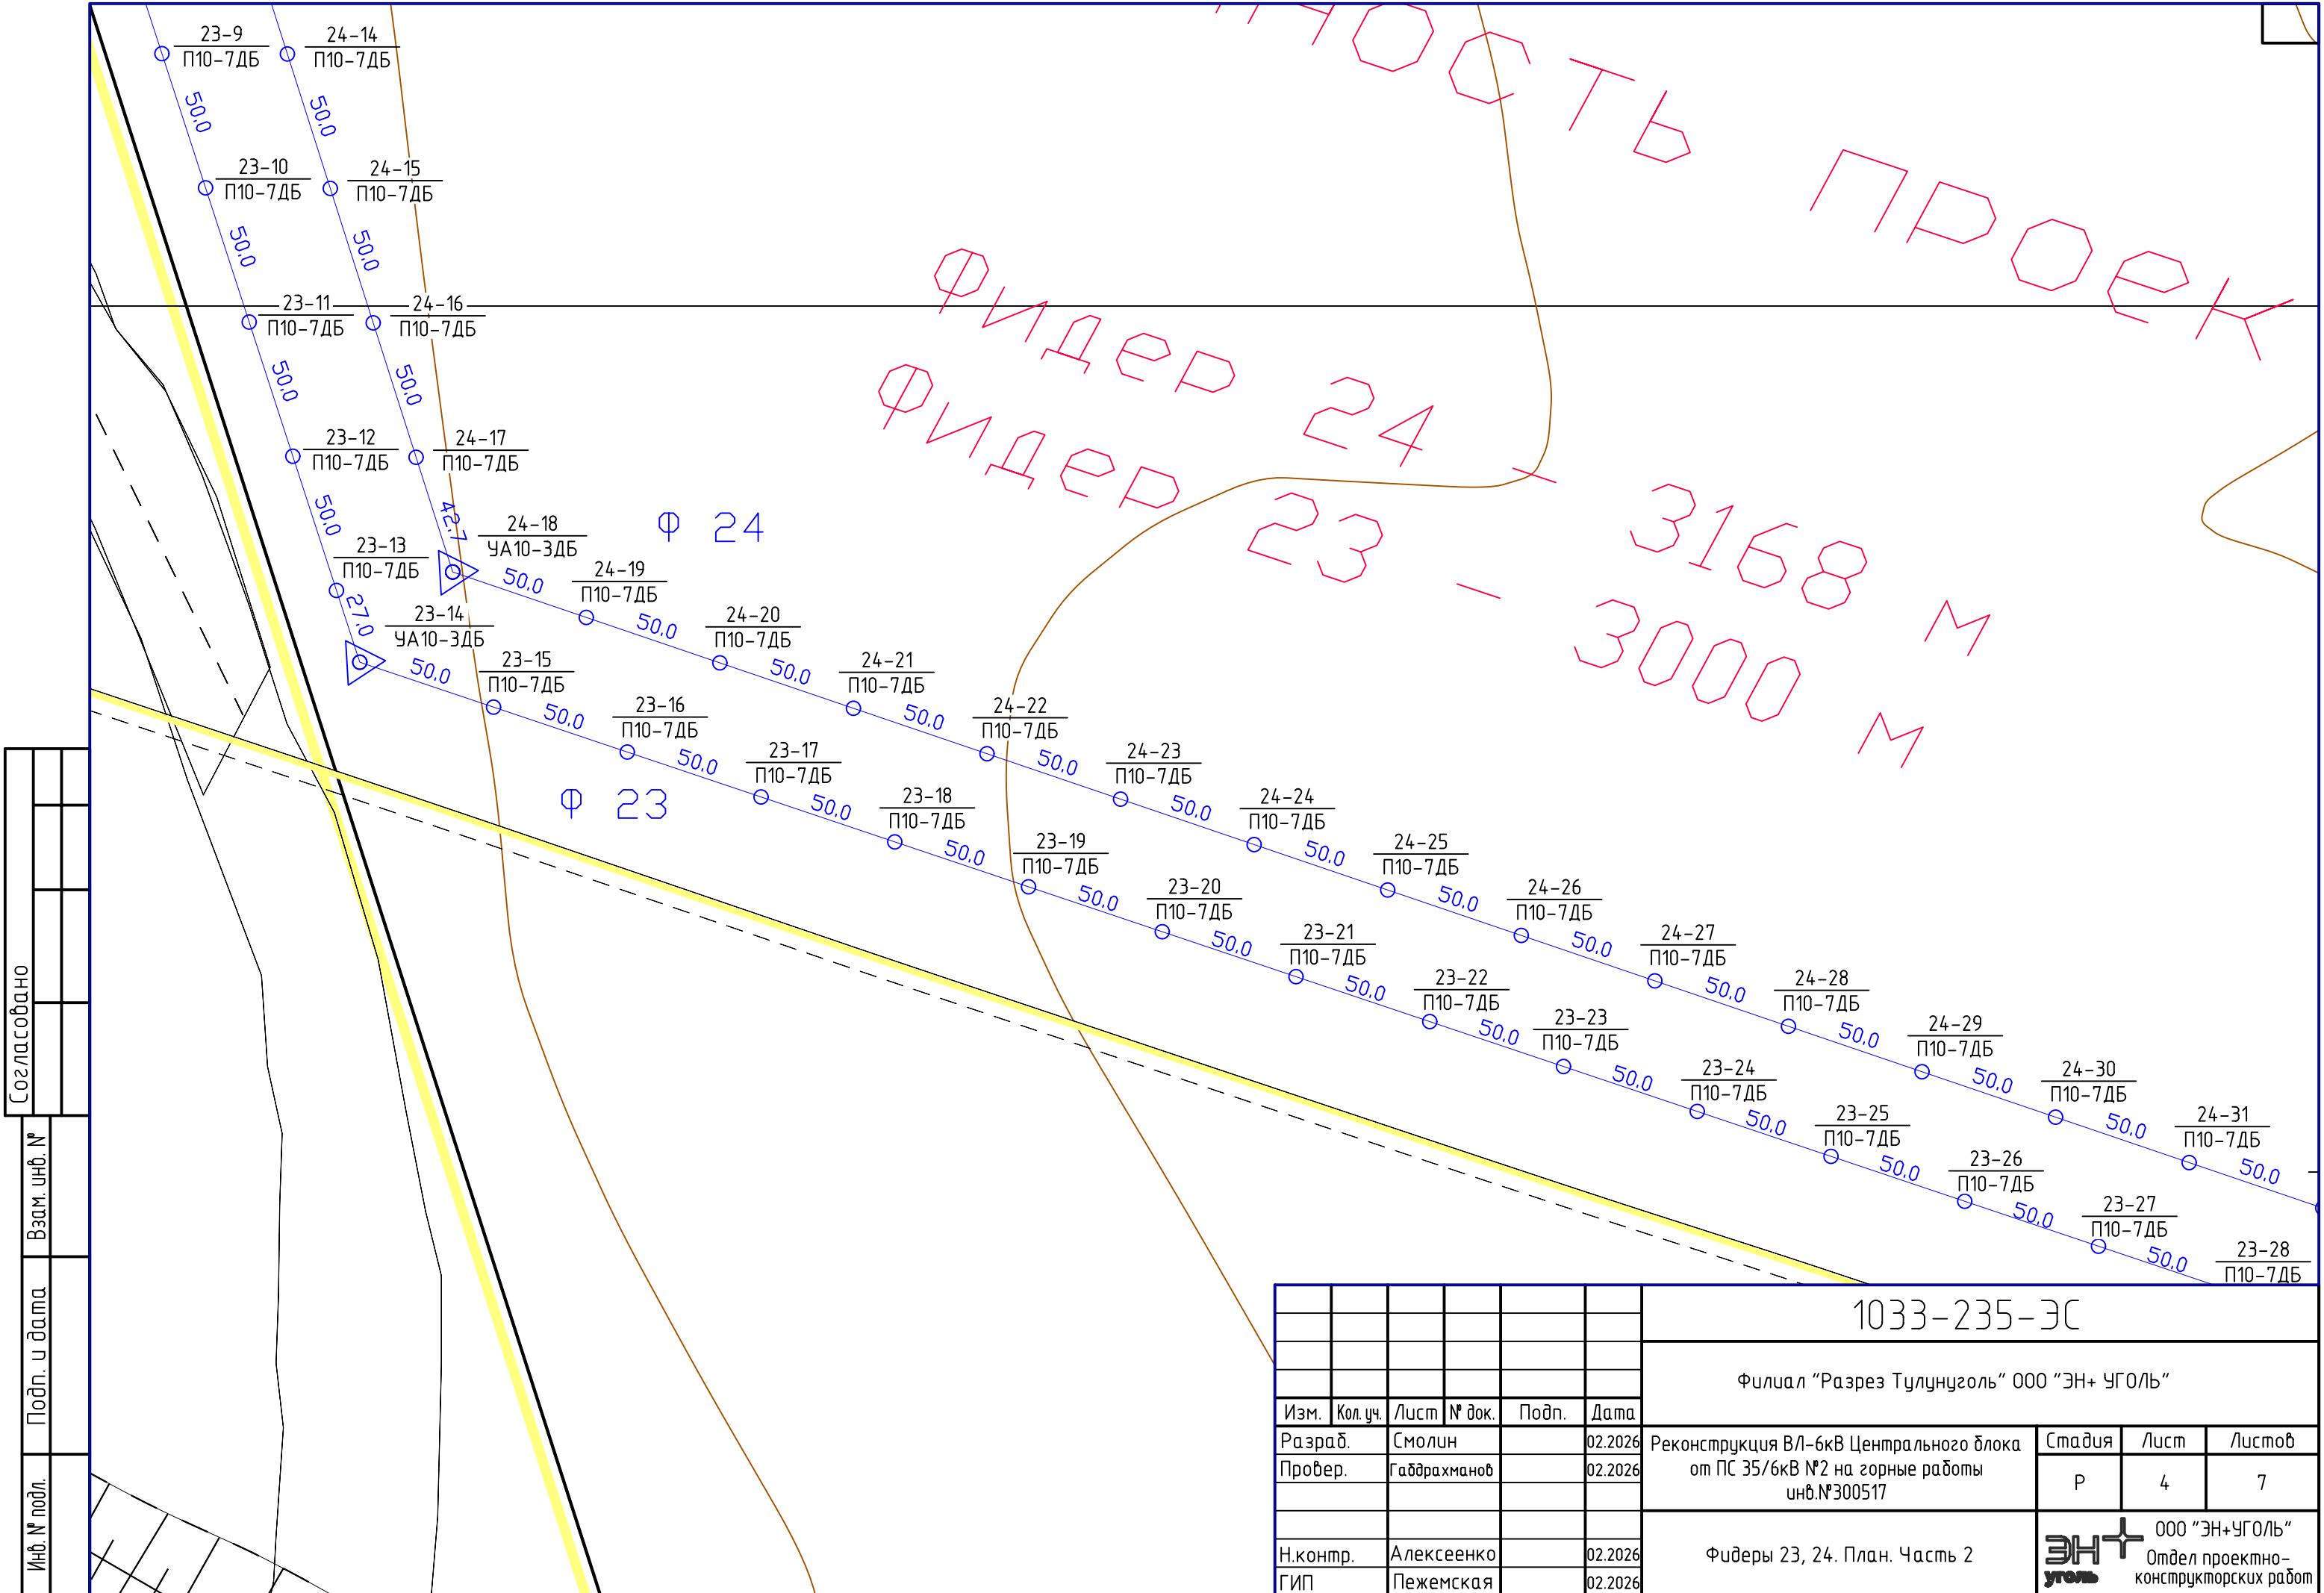 ность проек
Фидер 24 - 3168 м
Фидер 23 - 3000 м
23-9
П10-7ДБ
24-14
П10-7ДБ
50,0
50,0
23-10
П10-7ДБ
24-15
П10-7ДБ
50,0
50,0
23-11
П10-7ДБ
24-16
П10-7ДБ
50,0
50,0
23-12
П10-7ДБ
24-17
П10-7ДБ
50,0
42,7
23-13
П10-7ДБ
24-18
УА10-3ДБ
ф 24
27,0
23-14
УА10-3ДБ
50,0
24-19
П10-7ДБ
50,0
24-20
П10-7ДБ
50,0
24-21
П10-7ДБ
50,0
24-22
П10-7ДБ
50,0
24-23
П10-7ДБ
50,0
24-24
П10-7ДБ
50,0
24-25
П10-7ДБ
50,0
24-26
П10-7ДБ
50,0
24-27
П10-7ДБ
50,0
24-28
П10-7ДБ
50,0
24-29
П10-7ДБ
50,0
24-30
П10-7ДБ
50,0
24-31
П10-7ДБ
50,0
50,0
23-15
П10-7ДБ
50,0
23-16
П10-7ДБ
50,0
23-17
П10-7ДБ
50,0
ф 23
23-18
П10-7ДБ
50,0
23-19
П10-7ДБ
50,0
23-20
П10-7ДБ
50,0
23-21
П10-7ДБ
50,0
23-22
П10-7ДБ
50,0
23-23
П10-7ДБ
50,0
23-24
П10-7ДБ
50,0
23-25
П10-7ДБ
50,0
23-26
П10-7ДБ
50,0
23-27
П10-7ДБ
50,0
23-28
П10-7ДБ
Согласовано
Взам. инв. №
Подп. и дата
Инв. № подл.
1033-235-ЭС
Филиал "Разрез Тулунуголь" ООО "ЭН+ УГОЛЬ"
Изм. Кол. уч. Лист № док. Подп. Дата
Разраб. Смолин 02.2026
Провер. Габдрахманов 02.2026
Н.контр. Алексеенко 02.2026
ГИП Пежемская 02.2026
Реконструкция ВЛ-6кВ Центрального блока
от ПС 35/6кВ №2 на горные работы
инв.№300517
Стадия Лист Листов
Р 4 7
Фидеры 23, 24. План. Часть 2
ЭН+
уголь
ООО "ЭН+УГОЛЬ"
Отдел проектно-
конструкторских работ